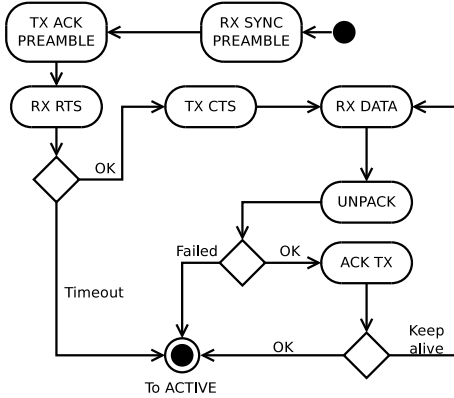 TX ACK
PREAMBLE
RX SYNC
PREAMBLE
RX RTS
TX CTS
RX DATA
OK
UNPACK
Failed
OK
ACK TX
Timeout
Keep
alive
OK
To ACTIVE